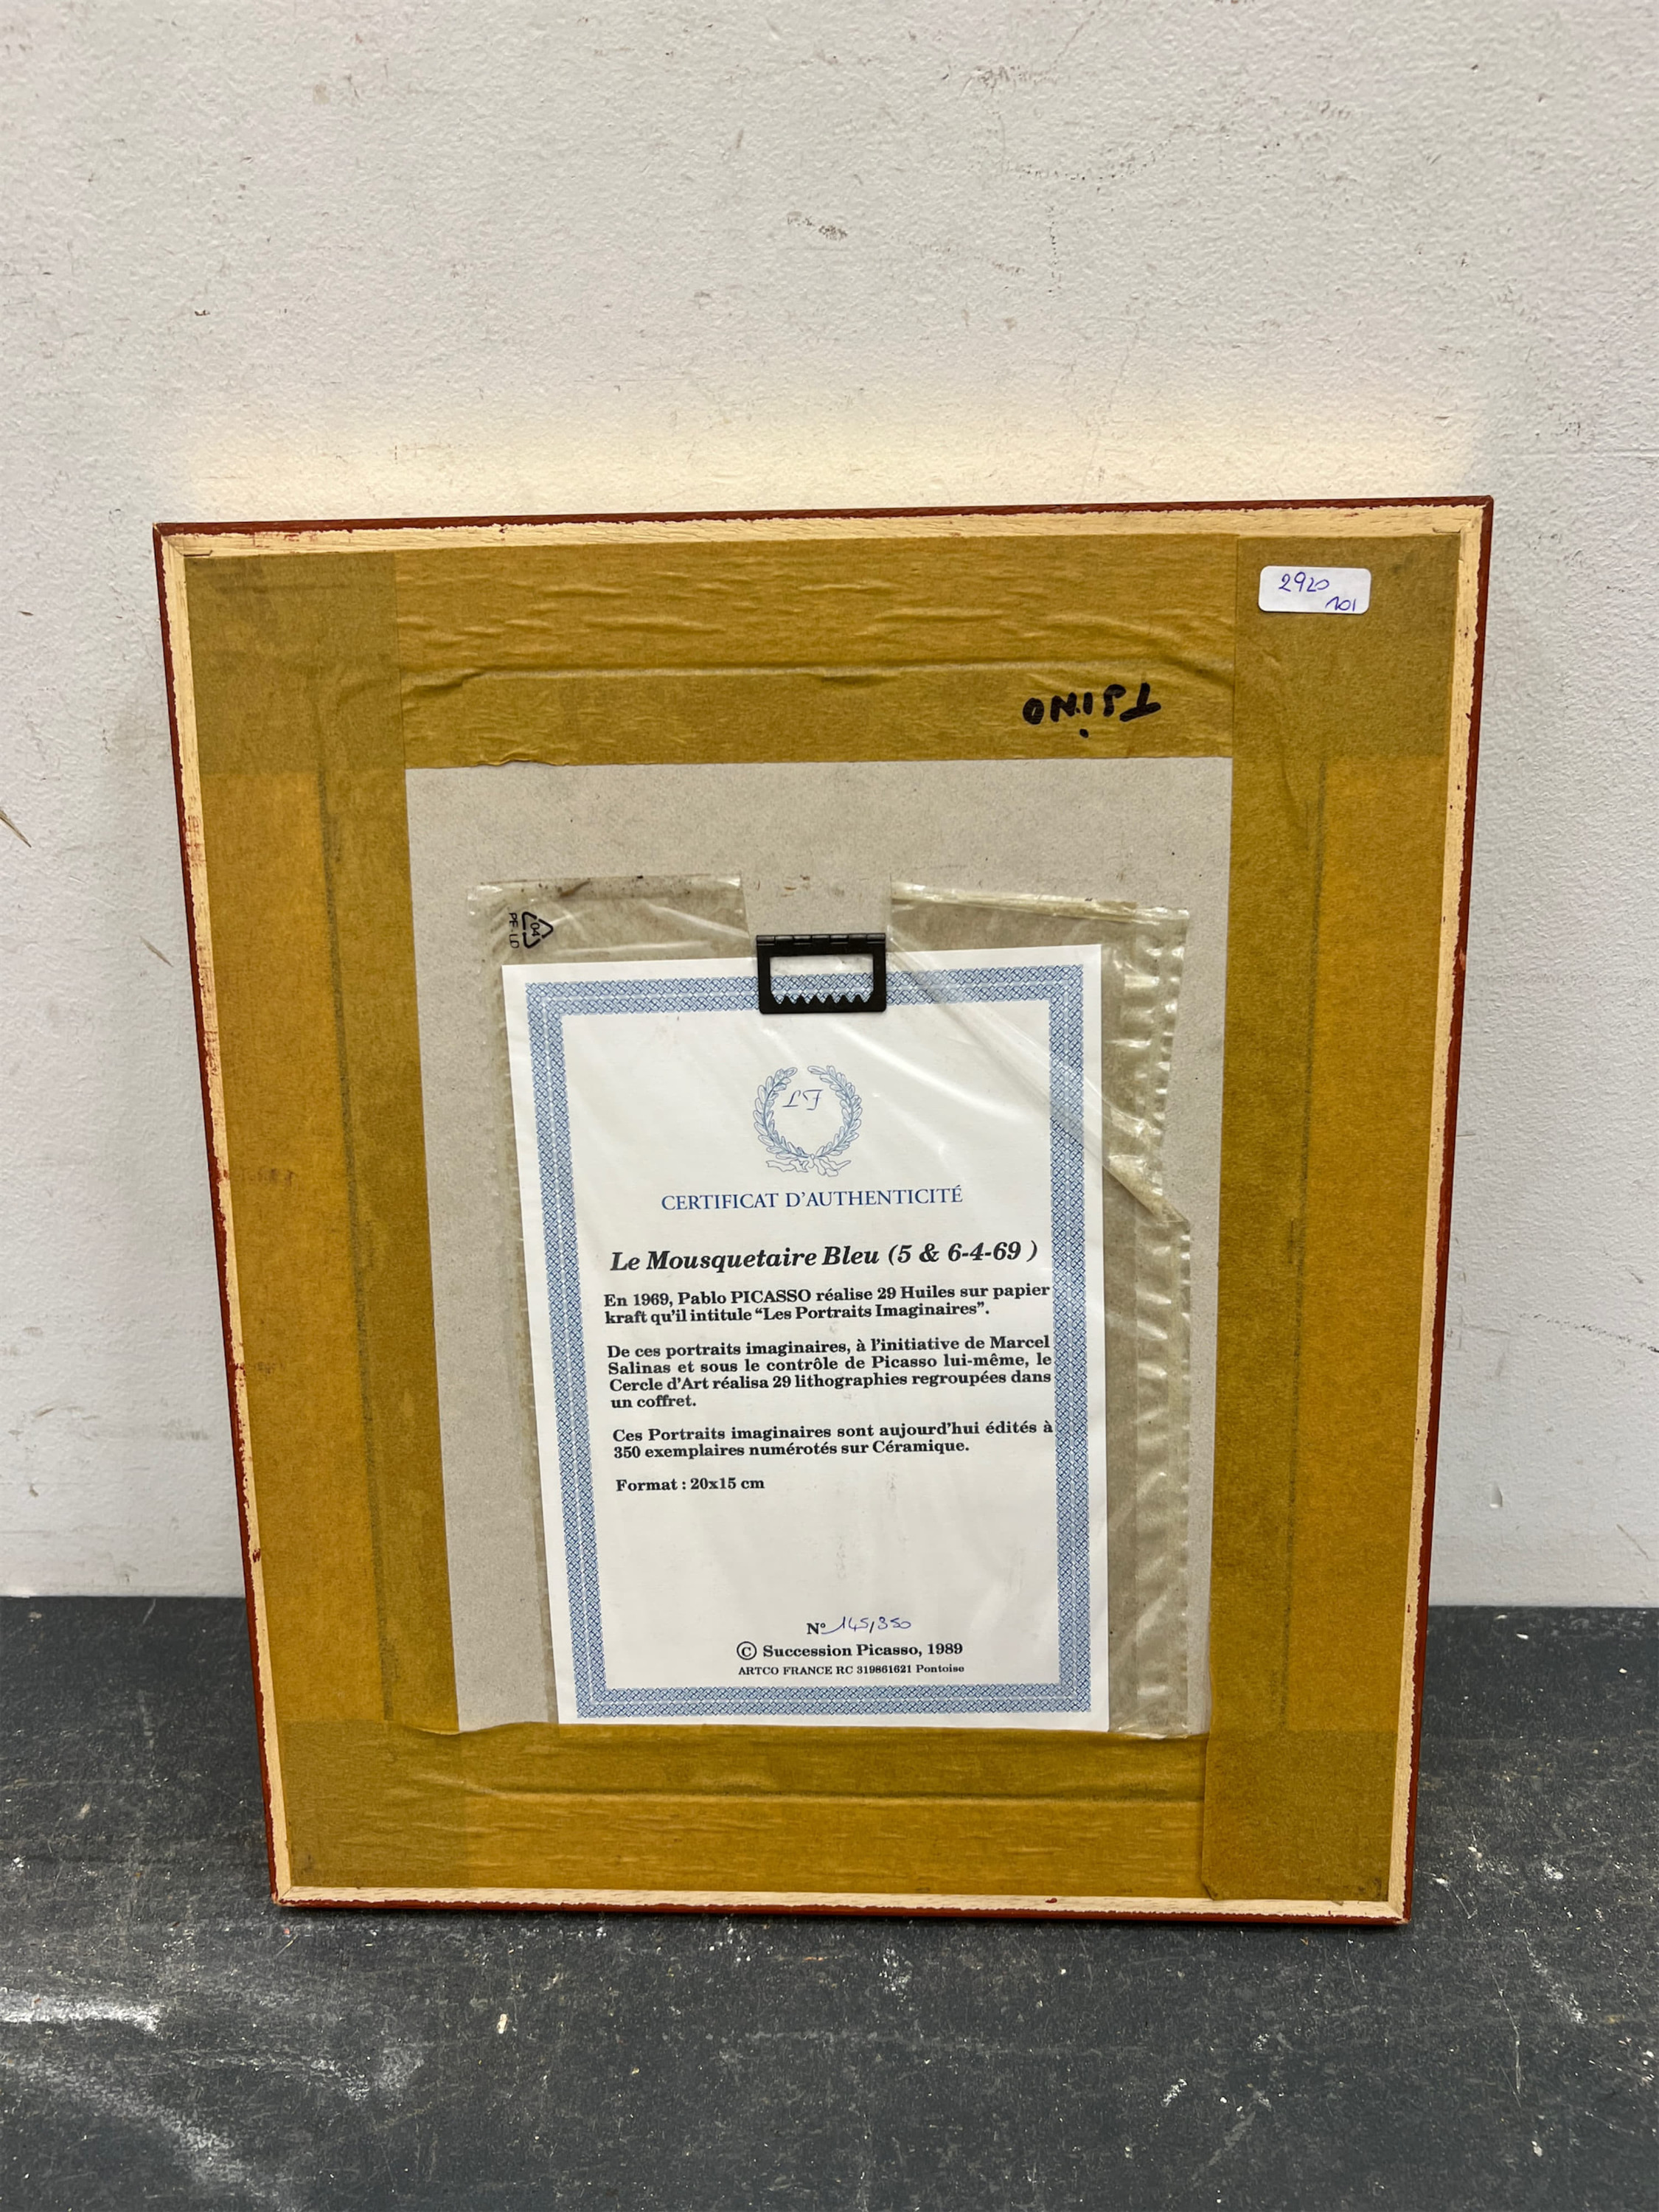 2920
101
TSiNO
04
PE-LD
CERTIFICAT D'AUTHENTICITÉ
Le Mousquetaire Bleu (5 & 6-4-69 )
En 1969, Pablo PICASSO réalise 29 Huiles sur papier
kraft qu'il intitule “Les Portraits Imaginaires”.
De ces portraits imaginaires, à l'initiative de Marcel
Salinas et sous le contrôle de Picasso lui-même, le
Cercle d'Art réalisa 29 lithographies regroupées dans
un coffret.
Ces Portraits imaginaires sont aujourd'hui édités à
350 exemplaires numérotés sur Céramique.
Format : 20x15 cm
N° 145/350
© Succession Picasso, 1989
ARTCO FRANCE RC 319861621 Pontoise